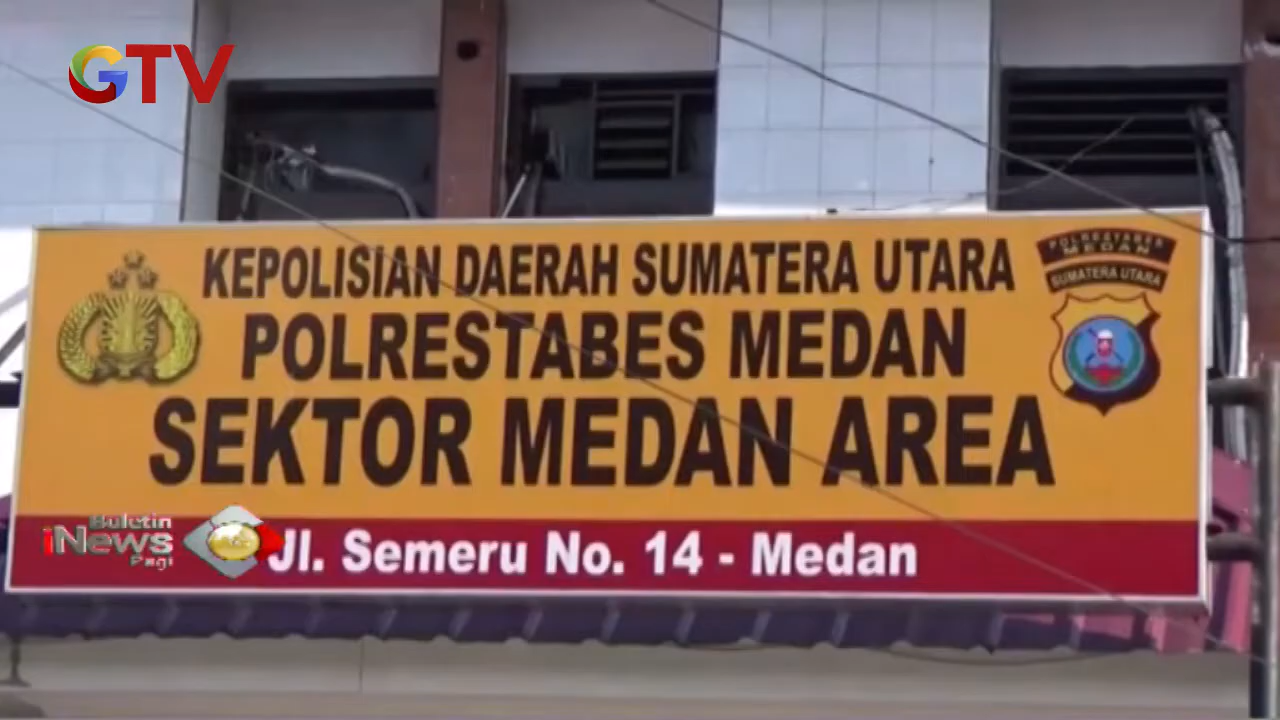 GTV
KEPOLISIAN DAERAH SUMATERA UTARA
POLRESTABES MEDAN
SEKTOR MEDAN AREA
POLRESTABES
MEDAN
SUMATERA UTARA
Buletin
iNews
Pagi
Jl. Semeru No. 14 - Medan